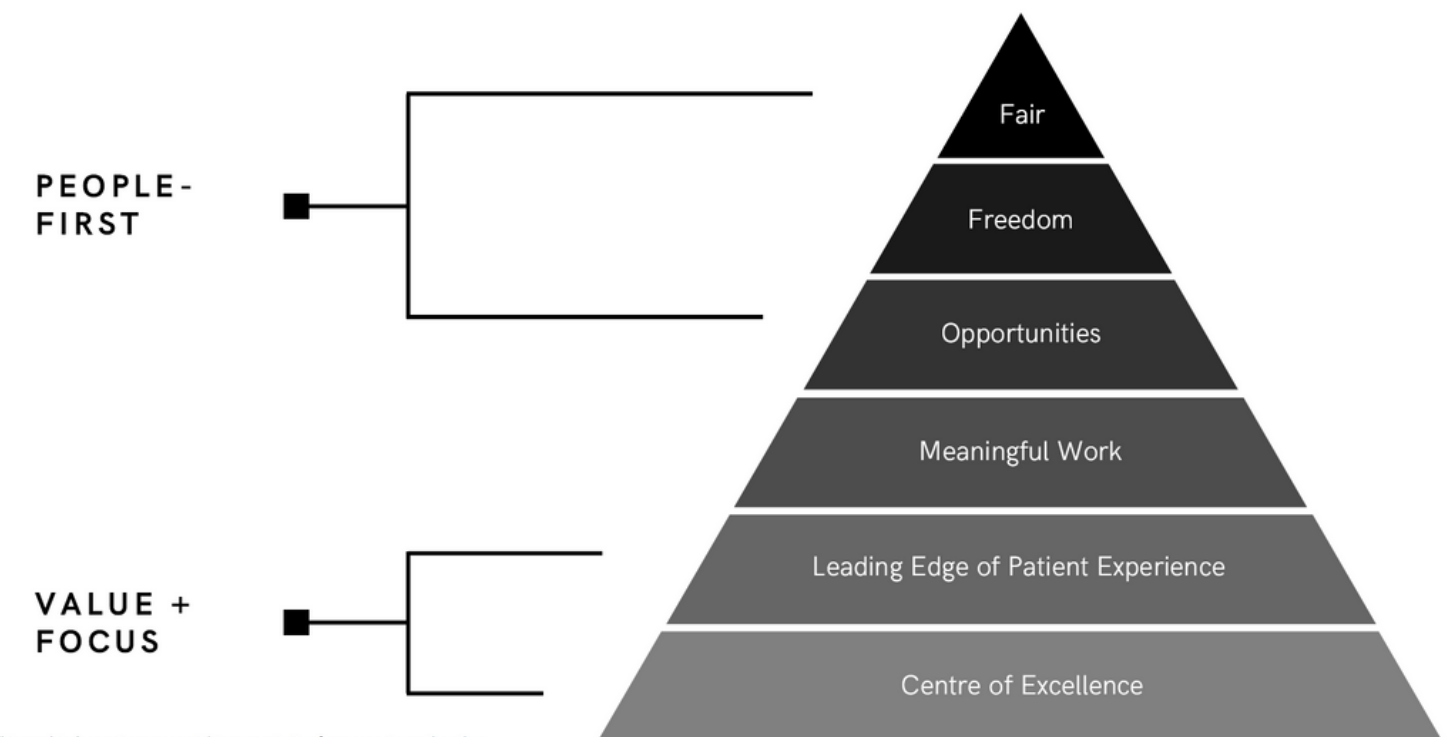 PEOPLE-
FIRST
Fair
Freedom
Opportunities
Meaningful Work
VALUE +
FOCUS
Leading Edge of Patient Experience
Centre of Excellence